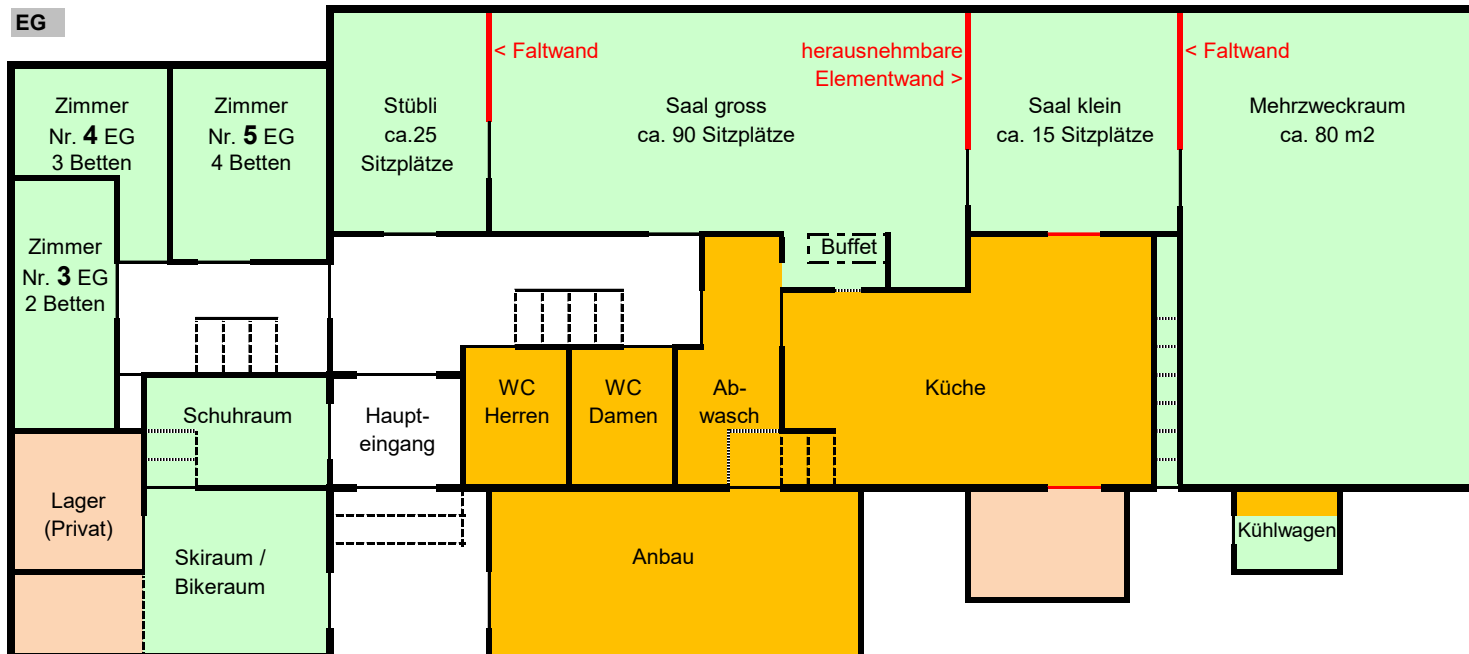 EG
< Faltwand
herausnehmbare
Elementwand >
< Faltwand
Zimmer
Nr. 4 EG
3 Betten
Zimmer
Nr. 5 EG
4 Betten
Stübli
ca.25
Sitzplätze
Saal gross
ca. 90 Sitzplätze
Saal klein
ca. 15 Sitzplätze
Mehrzweckraum
ca. 80 m2
Zimmer
Nr. 3 EG
2 Betten
Buffet
Schuhraum
Haupt-
eingang
WC
Herren
WC
Damen
Ab-
wasch
Küche
Lager
(Privat)
Skiraum /
Bikeraum
Anbau
Kühlwagen